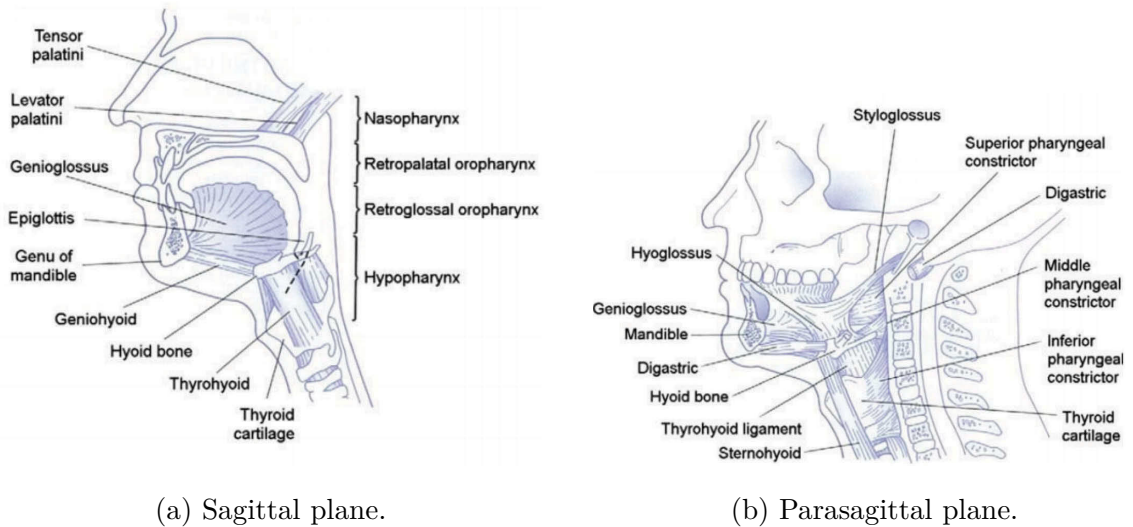 Tensor
palatini
Levator
palatini
Genioglossus
Epiglottis
Genu of
mandible
Geniohyoid
Hyoid bone
Thyrohyoid
Thyroid
cartilage
Nasopharynx
Retropalatal oropharynx
Retroglossal oropharynx
Hypopharynx
(a) Sagittal plane.
Styloglossus
Superior pharyngeal
constrictor
Digastric
Hyoglossus
Middle
pharyngeal
constrictor
Genioglossus
Mandible
Digastric
Inferior
pharyngeal
constrictor
Hyoid bone
Thyrohyoid ligament
Thyroid
cartilage
Sternohyoid
(b) Parasagittal plane.